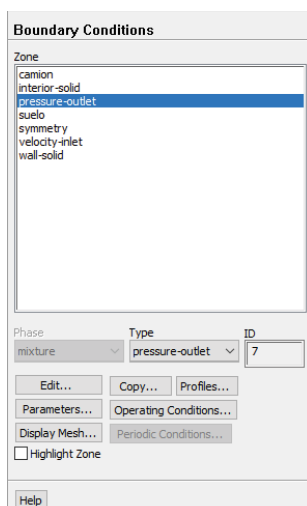 Boundary Conditions
Zone
camion
interior-solid
pressure-outlet
suelo
symmetry
velocity-inlet
wall-solid
Phase Type ID
mixture pressure-outlet 7
Edit... Copy... Profiles...
Parameters... Operating Conditions...
Display Mesh... Periodic Conditions...
Highlight Zone
Help